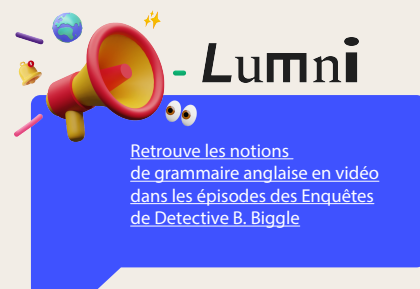 Lumni
Retrouve les notions
de grammaire anglaise en vidéo
dans les épisodes des Enquêtes
de Detective B. Biggle